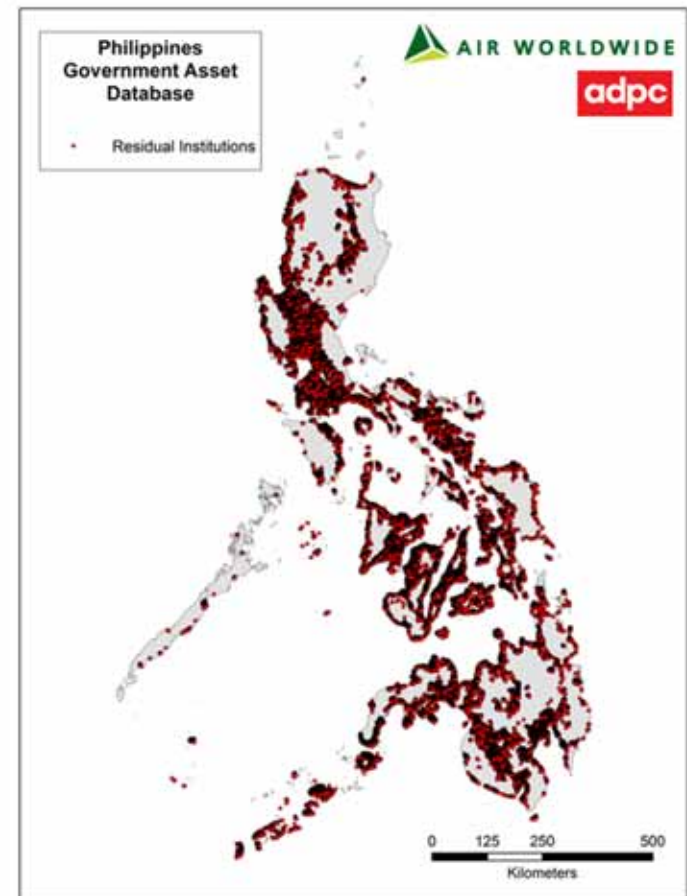 Philippines
Government Asset
Database
Residual Institutions
AIR WORLDWIDE
adpc
0 125 250 500
Kilometers